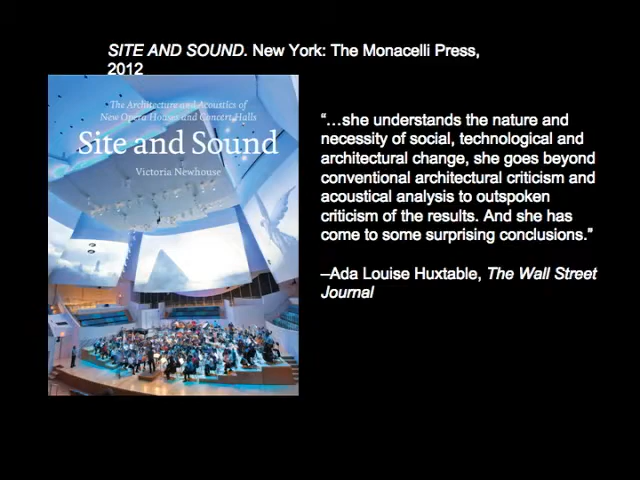 SITE AND SOUND. New York: The Monacelli Press,
2012
The Architecture and Acoustics of
New Opera Houses and Concert Halls
Site and Sound
Victoria Newhouse
“…she understands the nature and
necessity of social, technological and
architectural change, she goes beyond
conventional architectural criticism and
acoustical analysis to outspoken
criticism of the results. And she has
come to some surprising conclusions.”
–Ada Louise Huxtable, The Wall Street
Journal